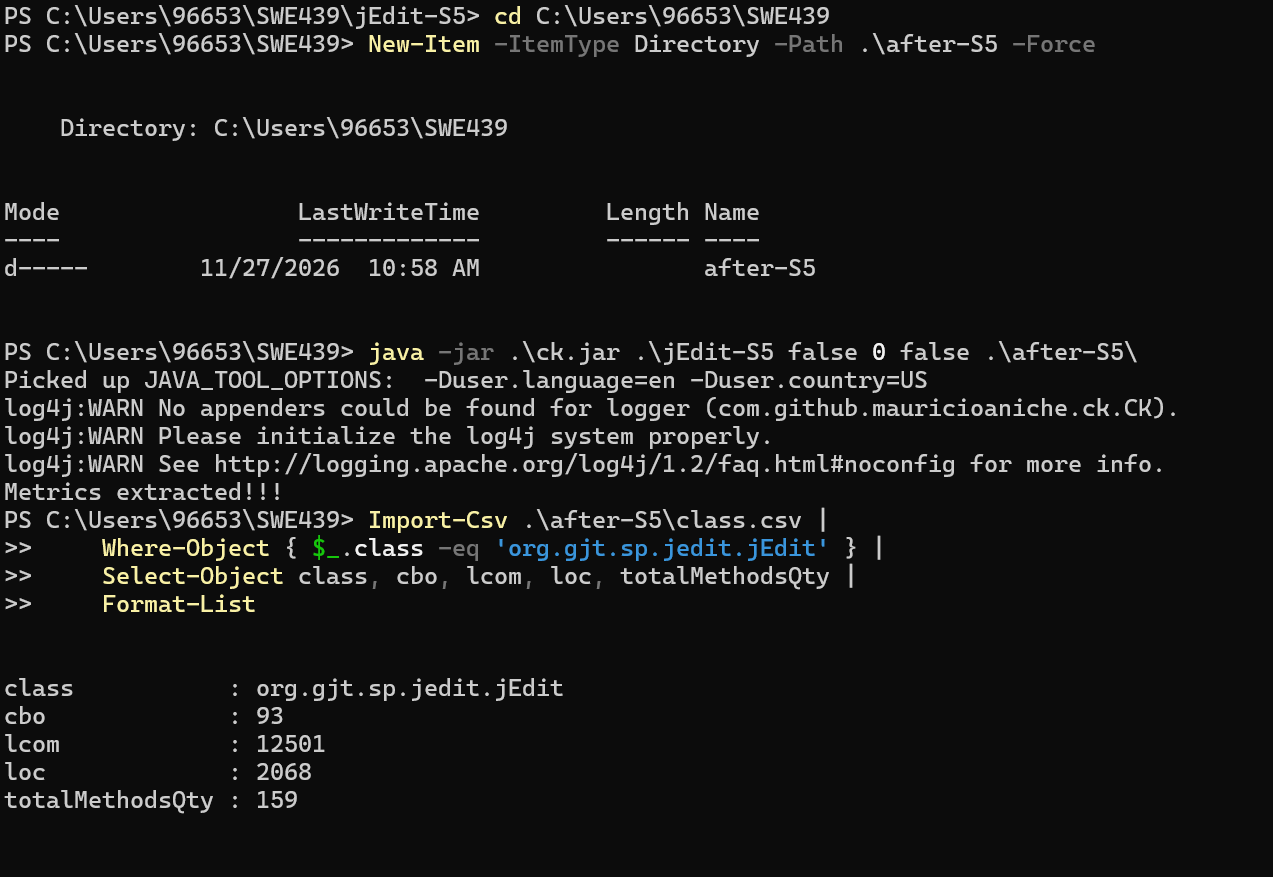 PS C:\Users\96653\SWE439\jEdit-S5> cd C:\Users\96653\SWE439
PS C:\Users\96653\SWE439> New-Item -ItemType Directory -Path .\after-S5 -Force
Directory: C:\Users\96653\SWE439
Mode LastWriteTime Length Name
---- ------------- ------ ----
d----- 11/27/2026 10:58 AM after-S5
PS C:\Users\96653\SWE439> java -jar .\ck.jar .\jEdit-S5 false 0 false .\after-S5\
Picked up JAVA_TOOL_OPTIONS:  -Duser.language=en -Duser.country=US
log4j:WARN No appenders could be found for logger (com.github.mauricioaniche.ck.CK).
log4j:WARN Please initialize the log4j system properly.
log4j:WARN See http://logging.apache.org/log4j/1.2/faq.html#noconfig for more info.
Metrics extracted!!!
PS C:\Users\96653\SWE439> Import-Csv .\after-S5\class.csv |
>>     Where-Object { $_.class -eq 'org.gjt.sp.jedit.jEdit' } |
>>     Select-Object class, cbo, lcom, loc, totalMethodsQty |
>>     Format-List
class : org.gjt.sp.jedit.jEdit
cbo : 93
lcom : 12501
loc : 2068
totalMethodsQty : 159